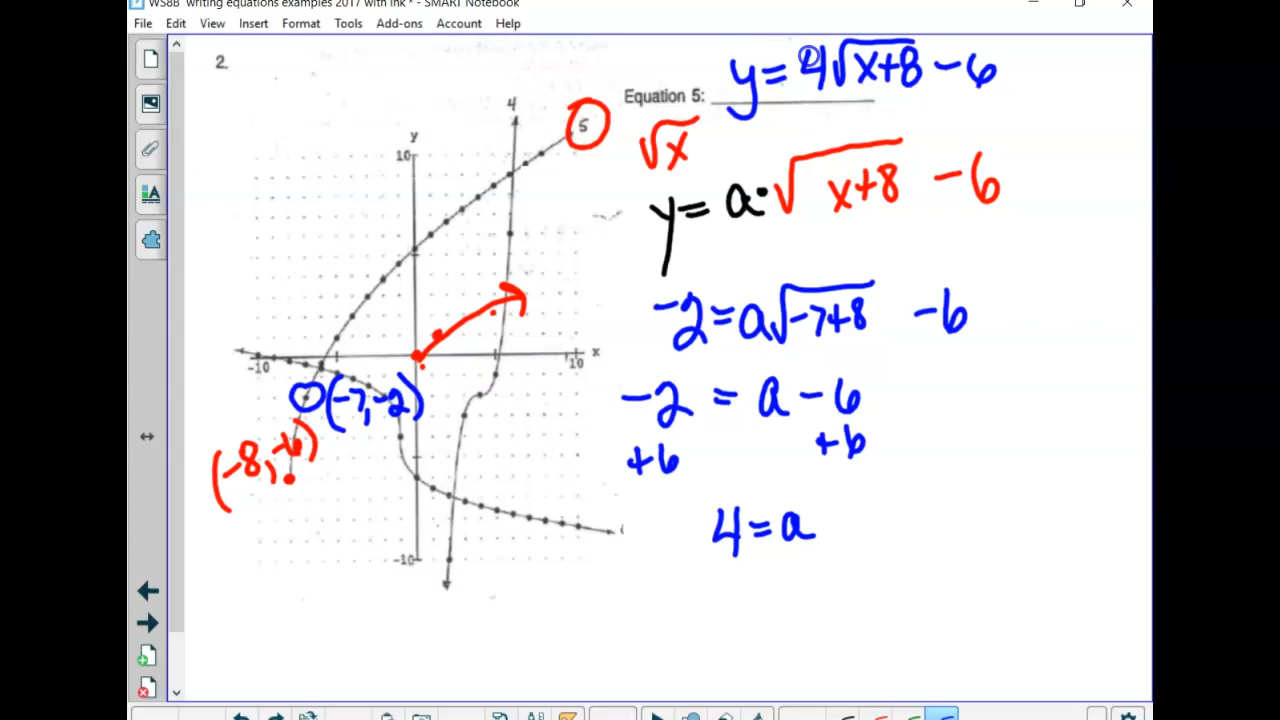 WS8B writing equations examples 2017 with ink * - SMART Notebook
File Edit View Insert Format Tools Add-ons Account Help
2.
y = 4√x+8 - 6
Equation 5:
4
5
y
10
√x
y = a·√x+8 - 6
-2 = a√-7+8 - 6
x
-10
10
(-7, -2)
-2 = a - 6
+6 +6
(-8, -6)
4 = a
-10